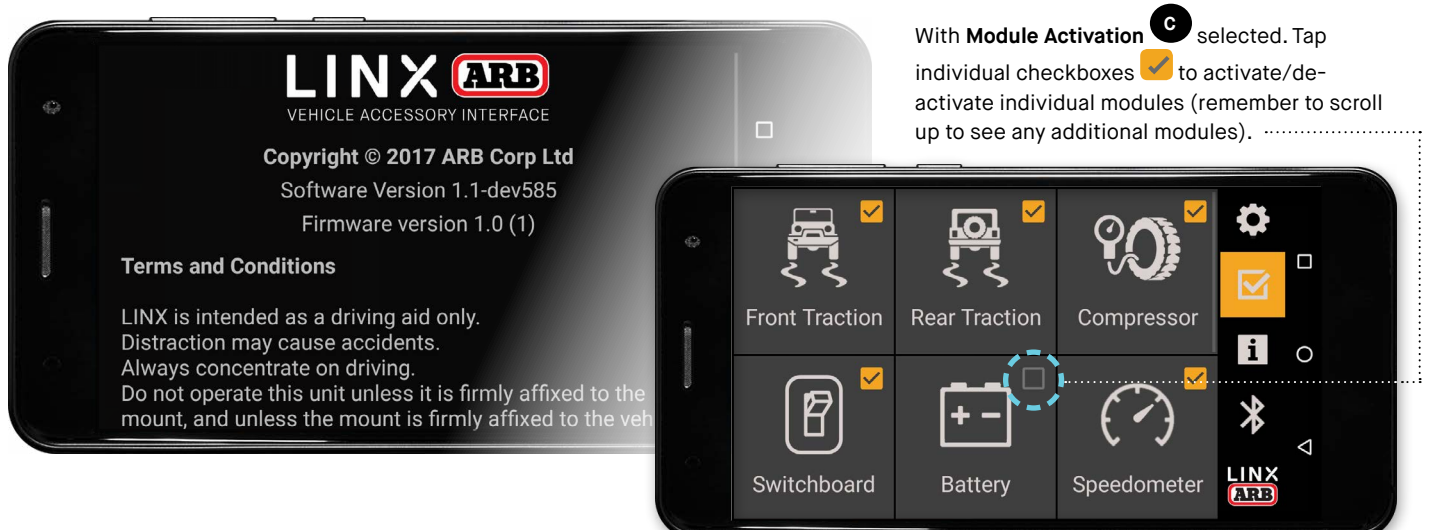 LINX ARB
VEHICLE ACCESSORY INTERFACE
Copyright © 2017 ARB Corp Ltd
Software Version 1.1-dev585
Firmware version 1.0 (1)
Terms and Conditions
LINX is intended as a driving aid only.
Distraction may cause accidents.
Always concentrate on driving.
Do not operate this unless it is firmly affixed to the
mount, and unless the mount is firmly affixed to the veh
With Module Activation C selected. Tap
individual checkboxes to activate/de-
activate individual modules (remember to scroll
up to see any additional modules).
Front Traction
Rear Traction
Compressor
Switchboard
Battery
Speedometer
i
LINX
ARB